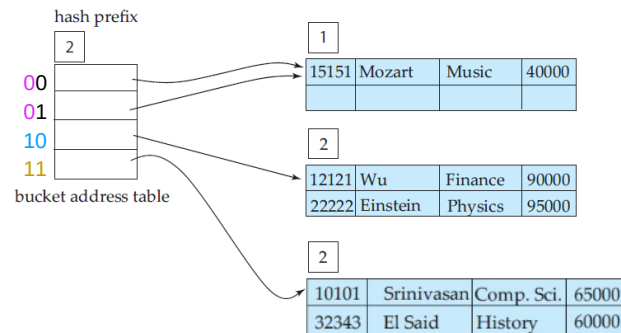 hash prefix
2
00
01
10
11
bucket address table
1
15151 Mozart Music 40000
2
12121 Wu Finance 90000
22222 Einstein Physics 95000
2
10101 Srinivasan Comp. Sci. 65000
32343 El Said History 60000